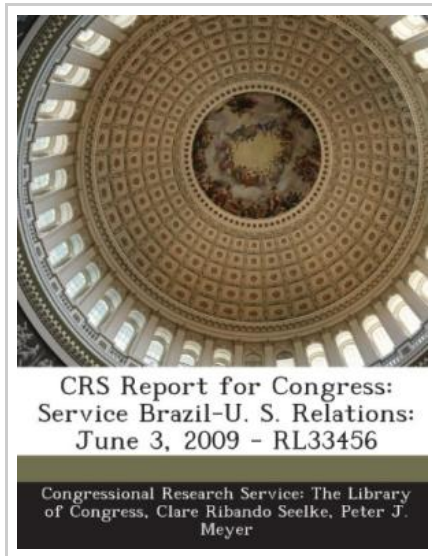 CRS Report for Congress:
Service Brazil-U. S. Relations:
June 3, 2009 - RL33456
Congressional Research Service: The Library
of Congress, Clare Ribando Seelke, Peter J.
Meyer